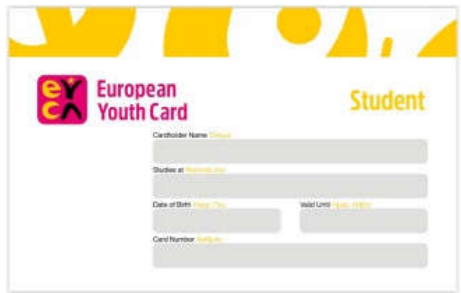 European
Youth Card
Student
Cardholder Name
Studies at
Date of Birth
Valid Until
Card Number